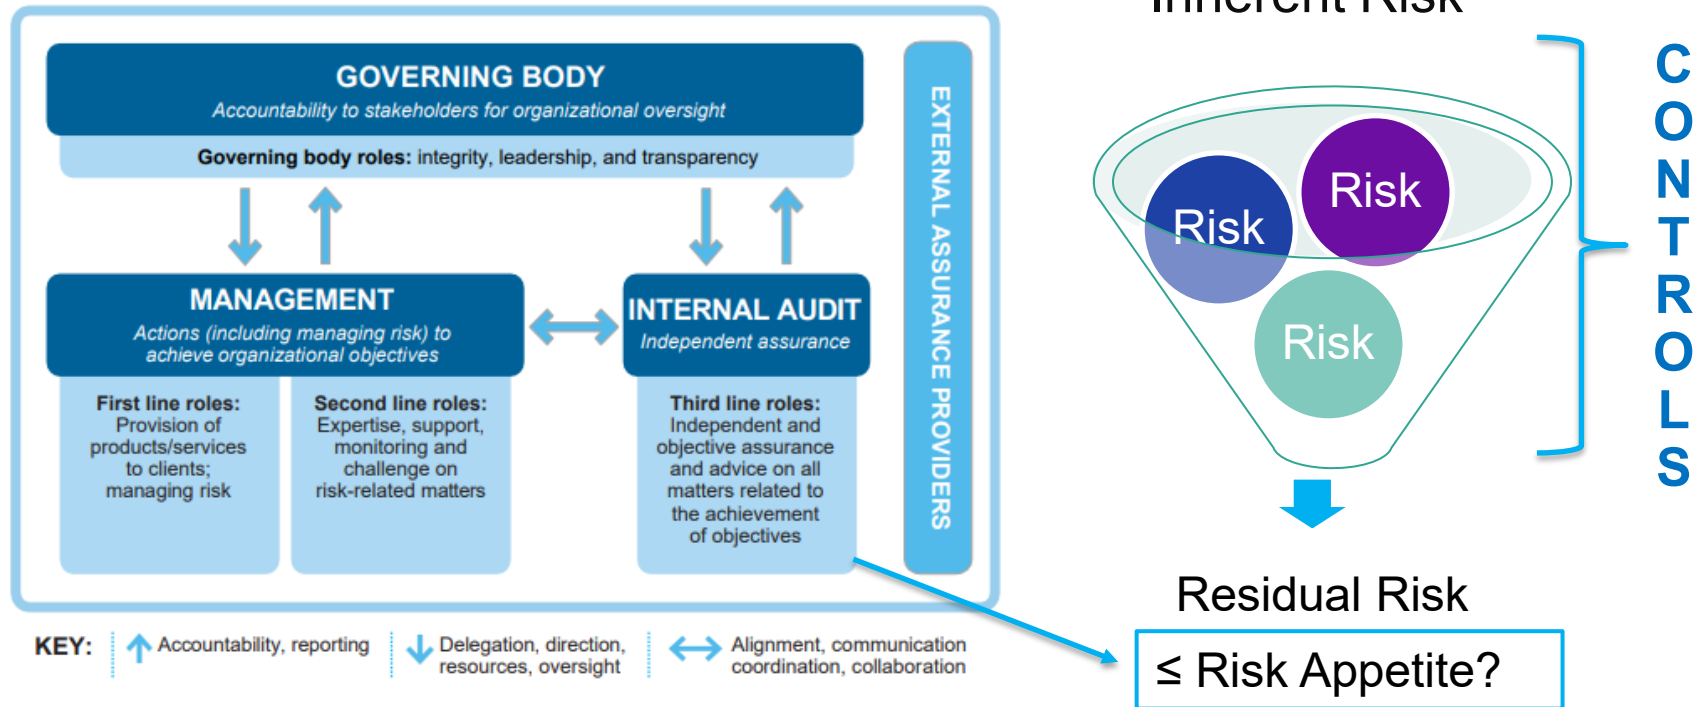 GOVERNING BODY
Accountability to stakeholders for organizational oversight
Governing body roles: integrity, leadership, and transparency
MANAGEMENT
Actions (including managing risk) to
achieve organizational objectives
INTERNAL AUDIT
Independent assurance
First line roles:
Provision of
products/services
to clients;
managing risk
Second line roles:
Expertise, support,
monitoring and
challenge on
risk-related matters
Third line roles:
Independent and
objective assurance
and advice on all
matters related to
the achievement
of objectives
EXTERNAL ASSURANCE PROVIDERS
KEY:
Accountability, reporting
Delegation, direction,
resources, oversight
Alignment, communication
coordination, collaboration
Inherent Risk
Risk
Risk
Risk
CONTROLS
Residual Risk
≤ Risk Appetite?